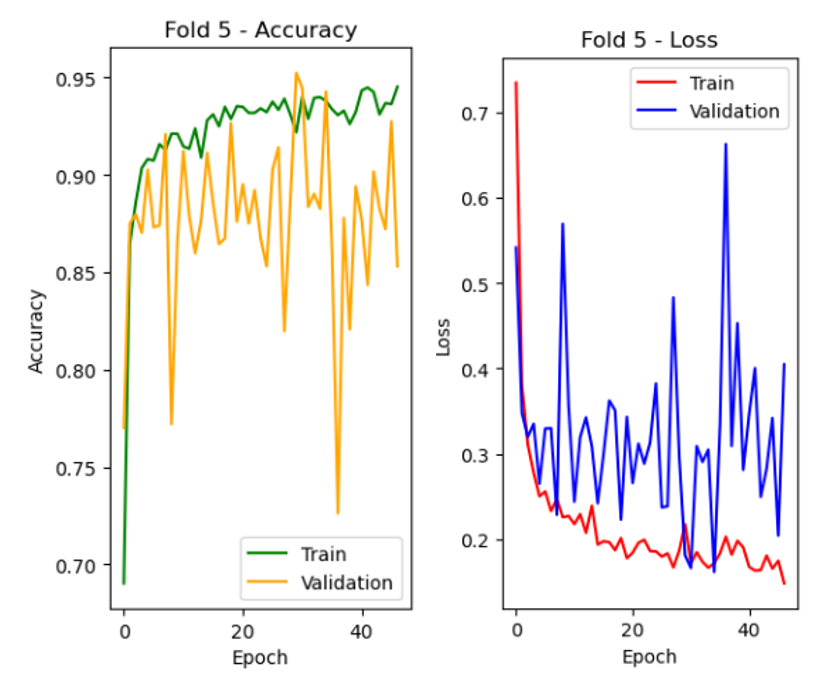 Fold 5 - Accuracy
0.95
0.90
0.85
0.80
0.75
0.70
Accuracy
Train
Validation
0
20
40
Epoch
Fold 5 - Loss
0.7
0.6
0.5
0.4
0.3
0.2
Loss
Train
Validation
0
20
40
Epoch